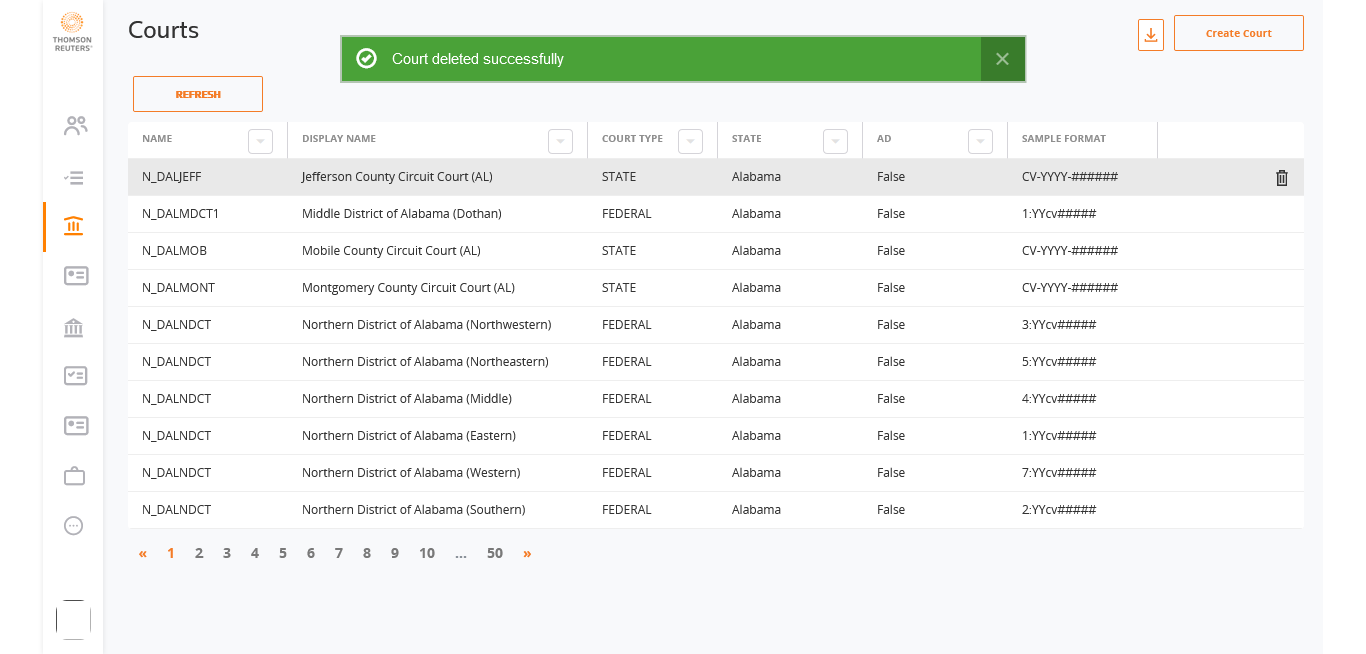 THOMSON
REUTERS®
Courts
Court deleted successfully
Create Court
REFRESH
NAME DISPLAY NAME COURT TYPE STATE AD SAMPLE FORMAT
N_DALJEFF Jefferson County Circuit Court (AL) STATE Alabama False CV-YYYY-######
N_DALMDCT1 Middle District of Alabama (Dothan) FEDERAL Alabama False 1:YYcv#####
N_DALMOB Mobile County Circuit Court (AL) STATE Alabama False CV-YYYY-######
N_DALMONT Montgomery County Circuit Court (AL) STATE Alabama False CV-YYYY-######
N_DALNDCT Northern District of Alabama (Northwestern) FEDERAL Alabama False 3:YYcv#####
N_DALNDCT Northern District of Alabama (Northeastern) FEDERAL Alabama False 5:YYcv#####
N_DALNDCT Northern District of Alabama (Middle) FEDERAL Alabama False 4:YYcv#####
N_DALNDCT Northern District of Alabama (Eastern) FEDERAL Alabama False 1:YYcv#####
N_DALNDCT Northern District of Alabama (Western) FEDERAL Alabama False 7:YYcv#####
N_DALNDCT Northern District of Alabama (Southern) FEDERAL Alabama False 2:YYcv#####
« 1 2 3 4 5 6 7 8 9 10 ... 50 »